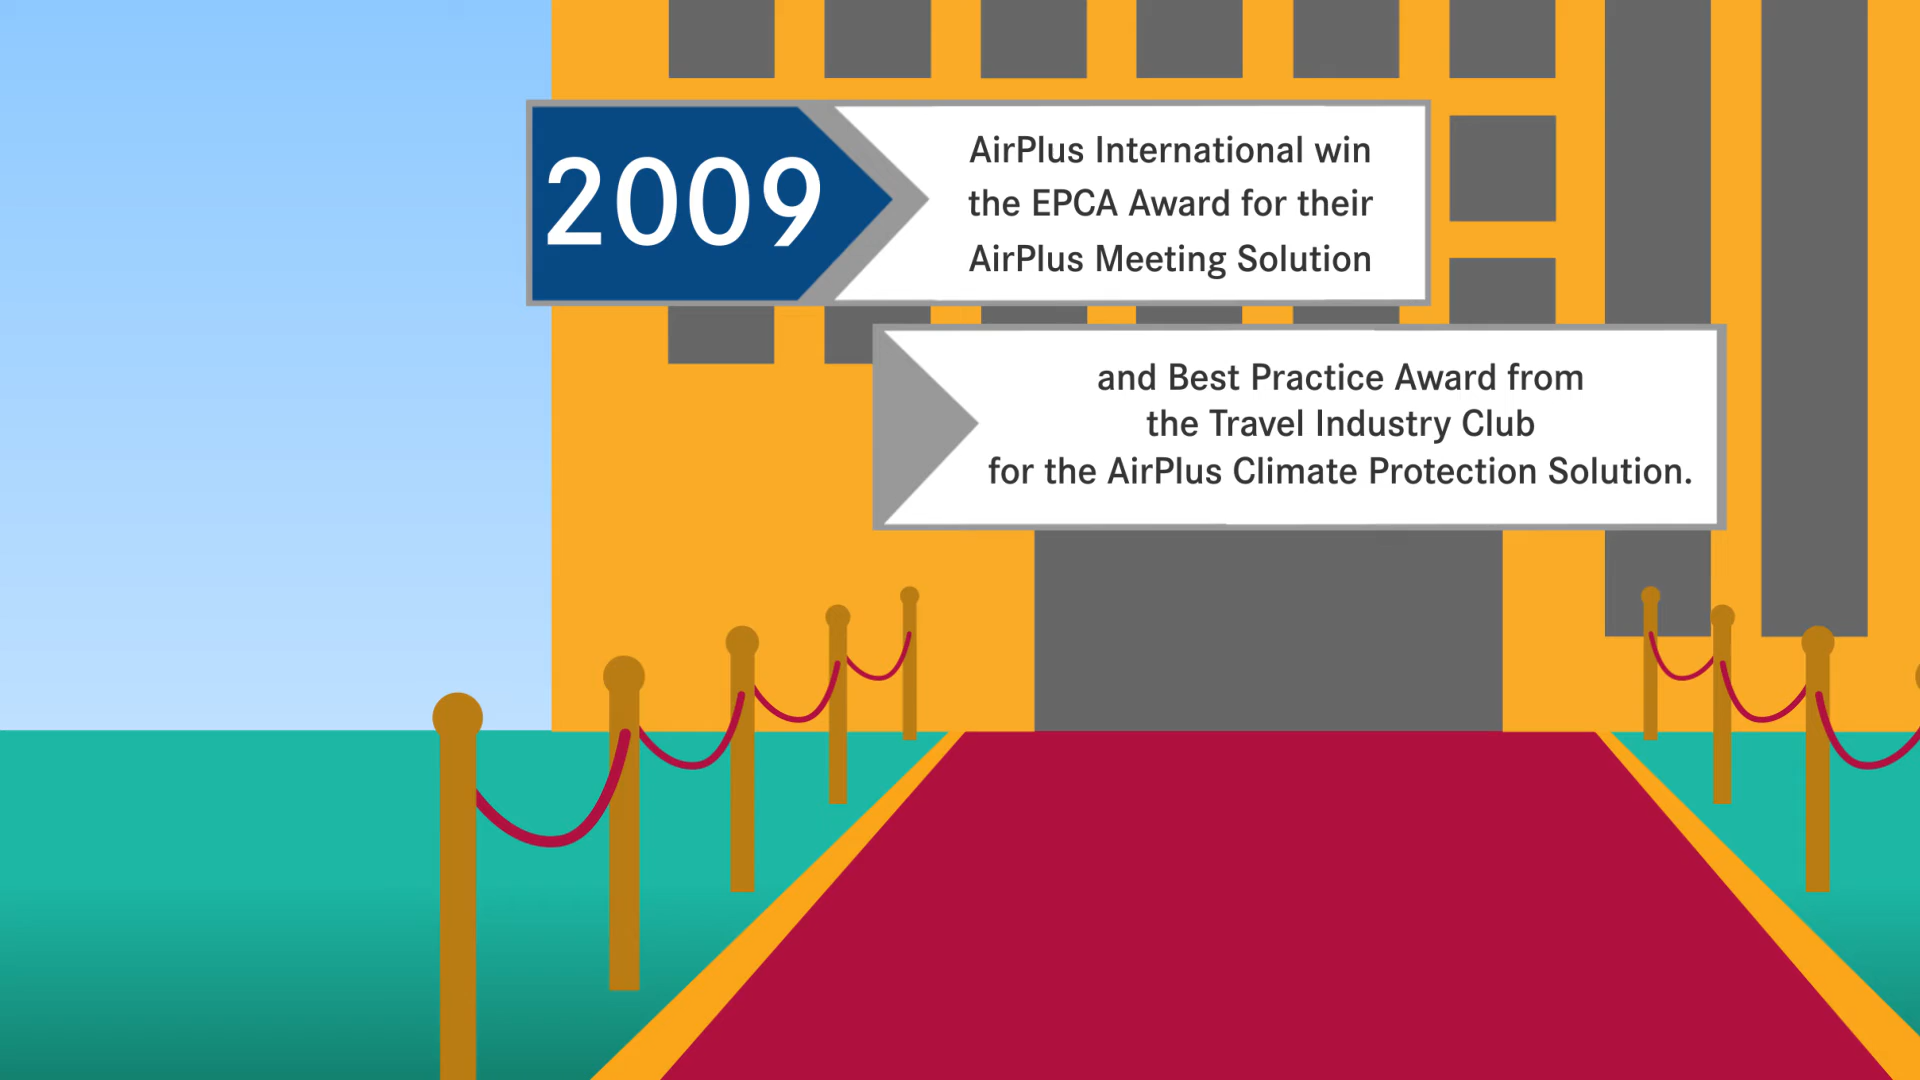 2009
AirPlus International win
the EPCA Award for their
AirPlus Meeting Solution
and Best Practice Award from
the Travel Industry Club
for the AirPlus Climate Protection Solution.